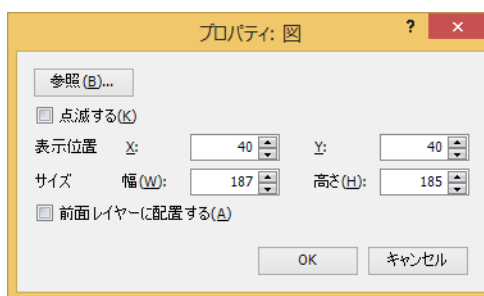 プロパティ: 図 ? ×
参照(B)...
点滅する(K)
表示位置 X: 40 Y: 40
サイズ 幅(W): 187 高さ(H): 185
前面レイヤーに配置する(A)
OK キャンセル